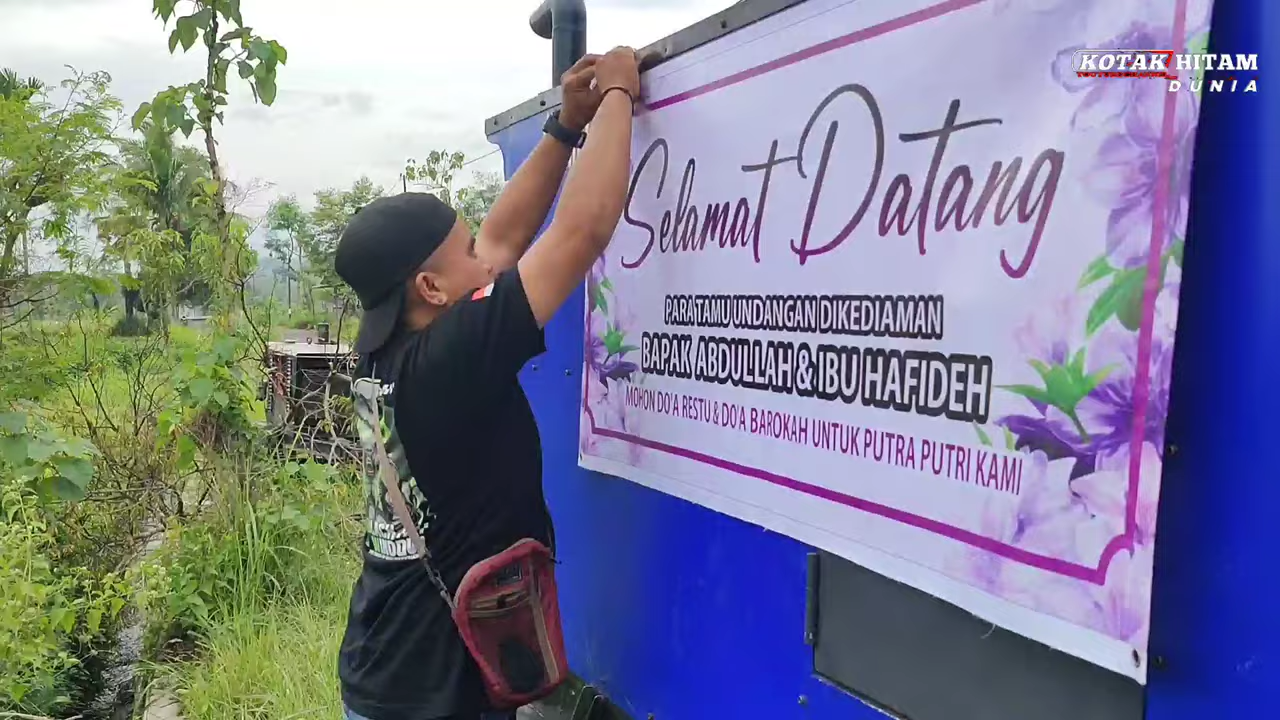 KOTAK HITAM
DUNIA
Selamat Datang
PARA TAMU UNDANGAN DIKEDIAMAN
BAPAK ABDULLAH & IBU HAFIDEH
MOHON DO'A RESTU & DO'A BAROKAH UNTUK PUTRA PUTRI KAMI